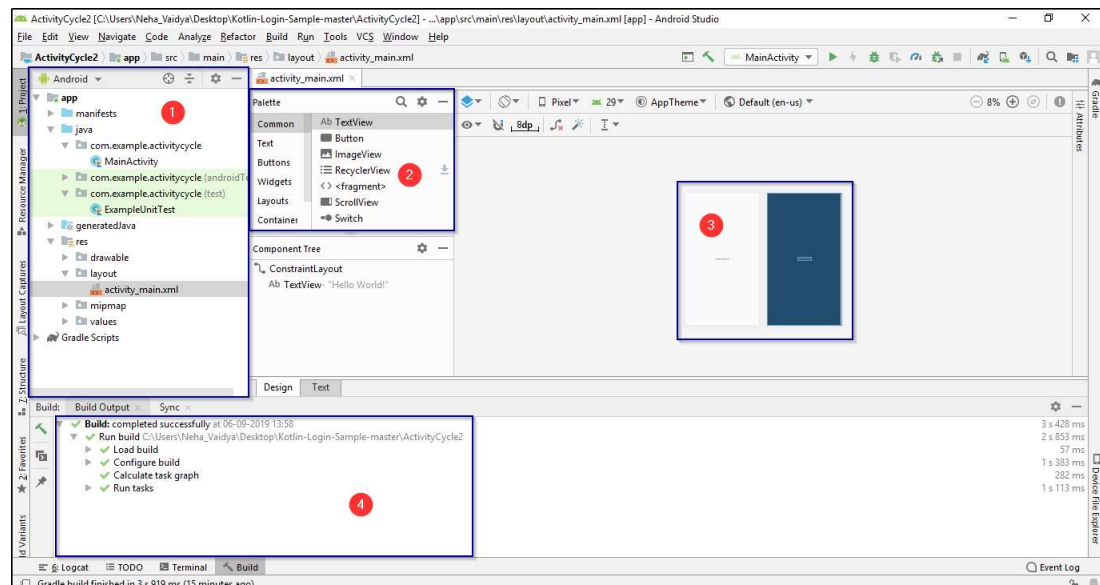 ActivityCycle2 [C:\Users\Neha_Vaidya\Desktop\Kotlin-Login-Sample-master\ActivityCycle2] - ...\app\src\main\res\layout\activity_main.xml [app] - Android Studio
File Edit View Navigate Code Analyze Refactor Build Run Tools VCS Window Help
ActivityCycle2 app src main res layout activity_main.xml MainActivity
1: Project
Resource Manager
Layout Captures
Z: Structure
2: Favorites
Android
app
manifests
1
java
com.example.activitycycle
MainActivity
com.example.activitycycle
com.example.activitycycle (test)
ExampleUnitTest
generatedJava
res
drawable
layout
activity_main.xml
mipmap
values
Gradle Scripts
activity_main.xml
Palette
Common
Text
Buttons
Widgets
Layouts
Ab TextView
Button
ImageView
RecyclerView
2
<fragment>
ScrollView
Switch
Component Tree
ConstraintLayout
Ab TextView- "Hello World!"
Pixel 29 AppTheme Default (en-us) 8%
8dp
3
Gradle
Attributes
Device File Explorer
Design Text
Build: Build Output Sync
Build: completed successfully at 06-09-2019 13:58 3 s 428 ms
Run build C:\Users\Neha_Vaidya\Desktop\Kotlin-Login-Sample-master\ActivityCycle2 2 s 853 ms
Load build 57 ms
Configure build 1 s 383 ms
Calculate task graph 282 ms
Run tasks 1 s 113 ms
4
6: Logcat TODO Terminal Build Event Log
Gradle build finished in 3 s 919 ms (15 minutes ago)